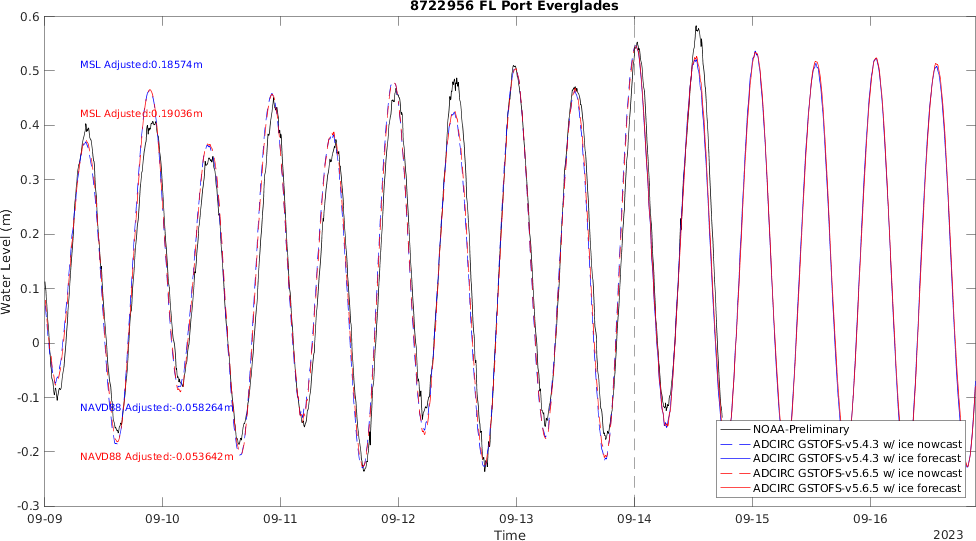 8722956 FL Port Everglades
0.6
0.5
0.4
0.3
0.2
0.1
0
-0.1
-0.2
-0.3
Water Level (m)
MSL Adjusted:0.18574m
MSL Adjusted:0.19036m
NAVD88 Adjusted:-0.058264m
NAVD88 Adjusted:-0.053642m
NOAA-Preliminary
ADCIRC GSTOFS-v5.4.3 w/ ice nowcast
ADCIRC GSTOFS-v5.4.3 w/ ice forecast
ADCIRC GSTOFS-v5.6.5 w/ ice nowcast
ADCIRC GSTOFS-v5.6.5 w/ ice forecast
09-09 09-10 09-11 09-12 09-13 09-14 09-15 09-16
Time
2023